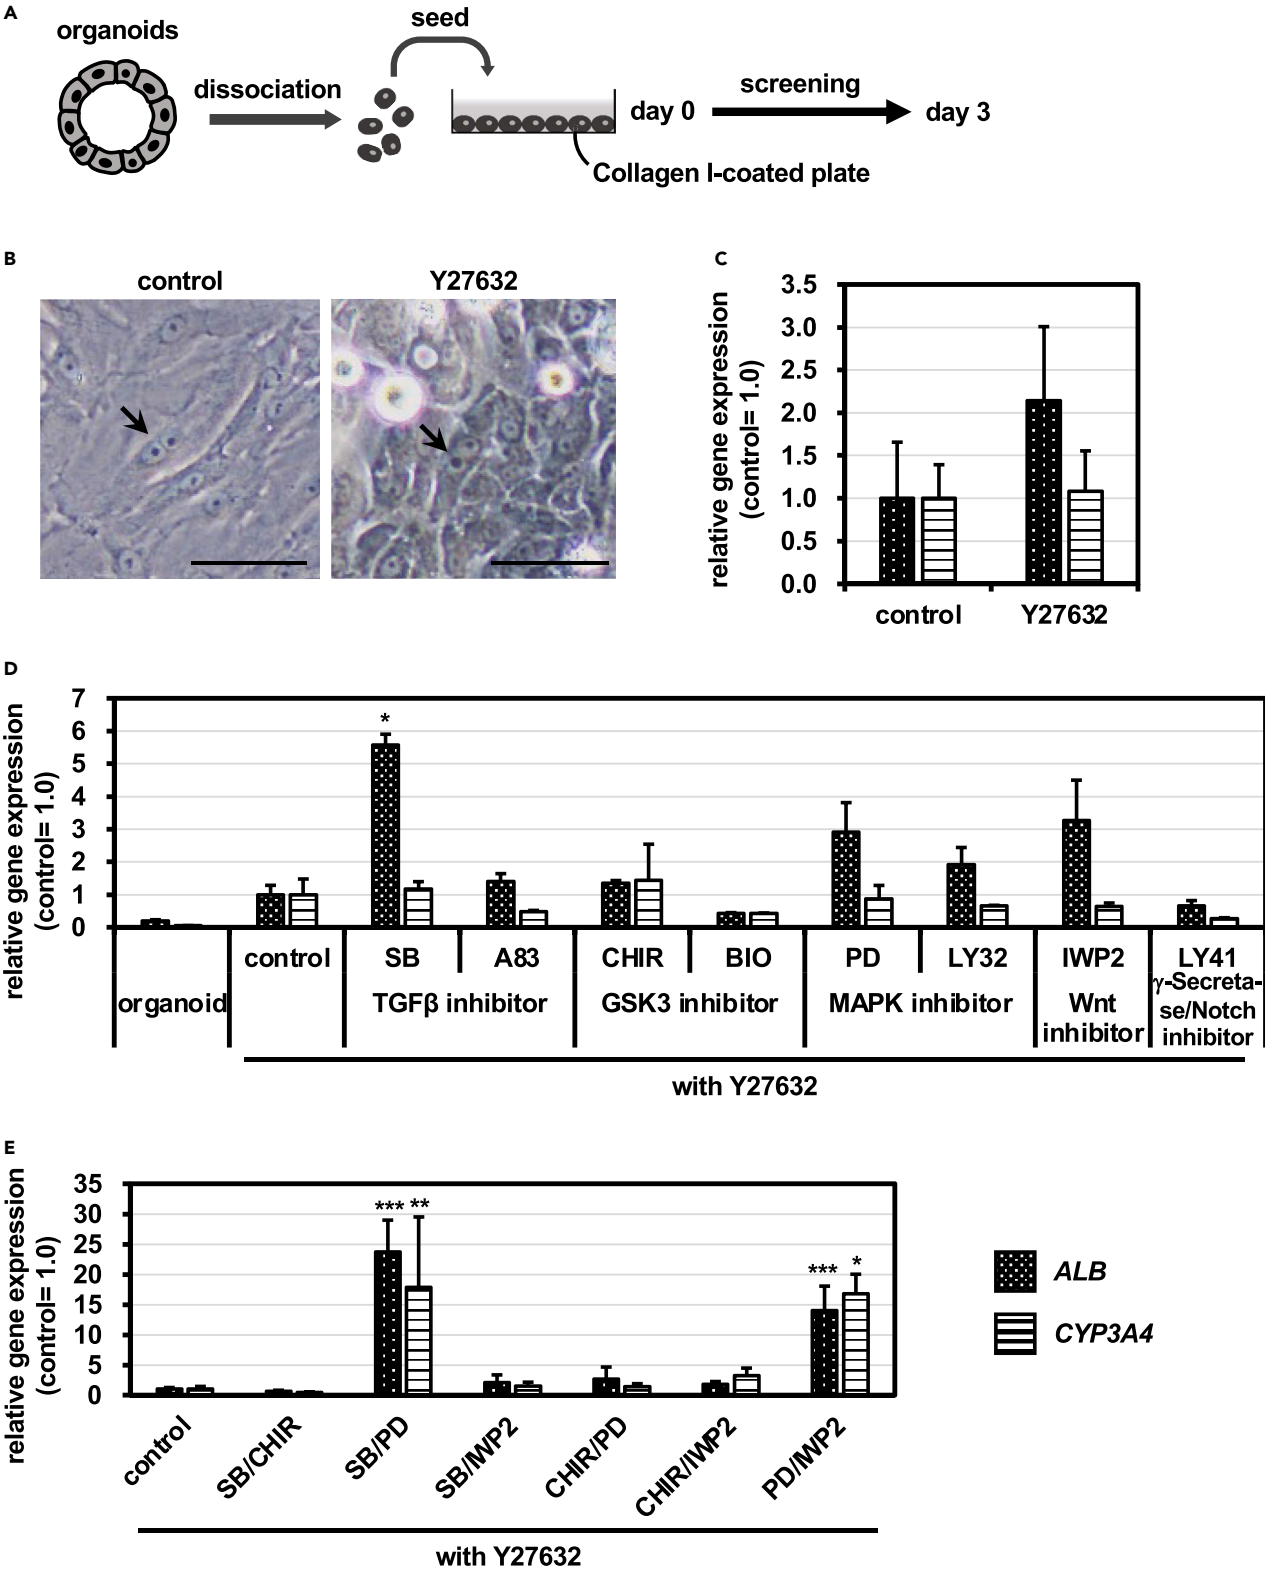 A
organoids
dissociation
seed
day 0
screening
day 3
Collagen I-coated plate
B
control
Y27632
C
relative gene expression
(control= 1.0)
3.5
3.0
2.5
2.0
1.5
1.0
0.5
0.0
control
Y27632
D
relative gene expression
(control= 1.0)
7
6
5
4
3
2
1
0
*
control
SB
A83
CHIR
BIO
PD
LY32
IWP2
LY41
organoid
TGFβ inhibitor
GSK3 inhibitor
MAPK inhibitor
Wnt
inhibitor
γ-Secreta-
se/Notch
inhibitor
with Y27632
E
relative gene expression
(control= 1.0)
35
30
25
20
15
10
5
0
*** **
*** *
control
SB/CHIR
SB/PD
SB/IWP2
CHIR/PD
CHIR/IWP2
PD/IWP2
with Y27632
ALB
CYP3A4